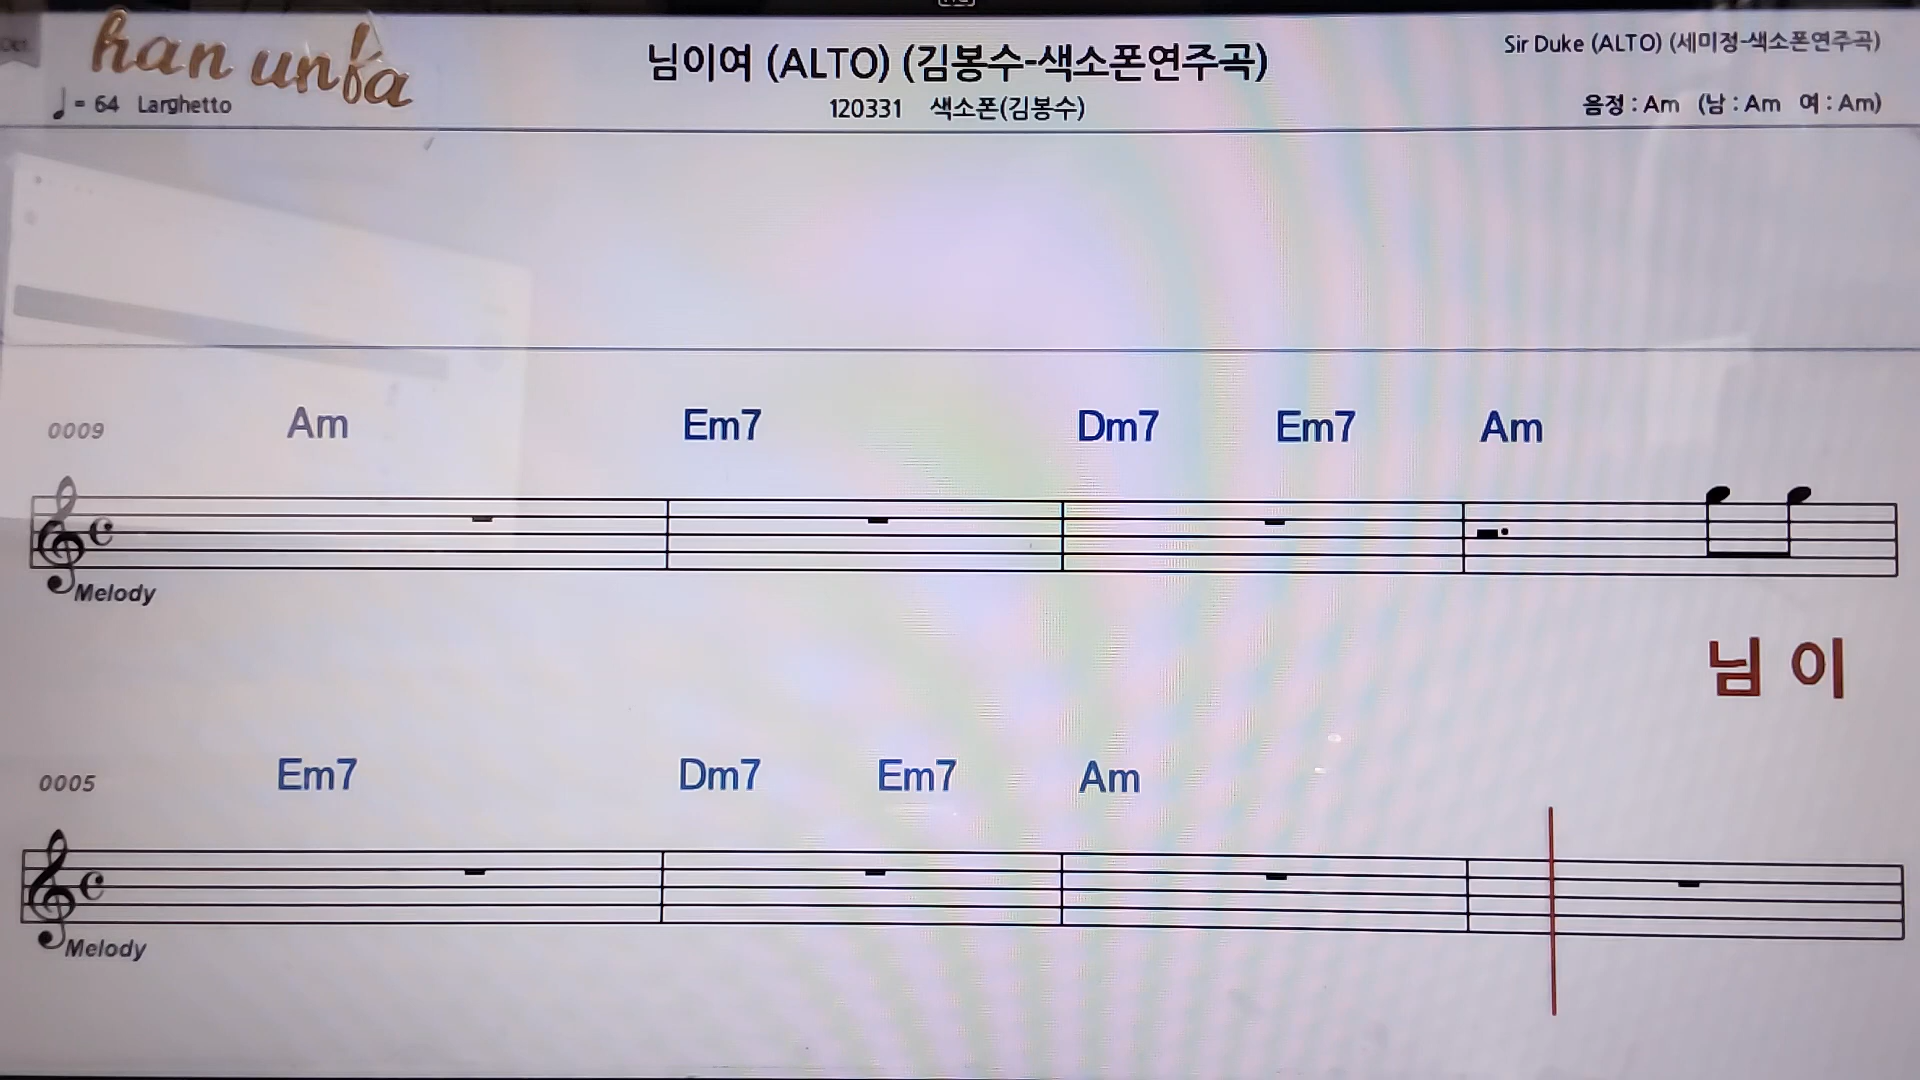 han unfa
♩ = 64 Larghetto
님이여 (ALTO) (김봉수-색소폰연주곡)
120331 색소폰(김봉수)
Sir Duke (ALTO) (세미정-색소폰연주곡)
음정 : Am (남 : Am 여 : Am)
0009 Am Em7 Dm7 Em7 Am
Melody
님 이
0005 Em7 Dm7 Em7 Am
Melody